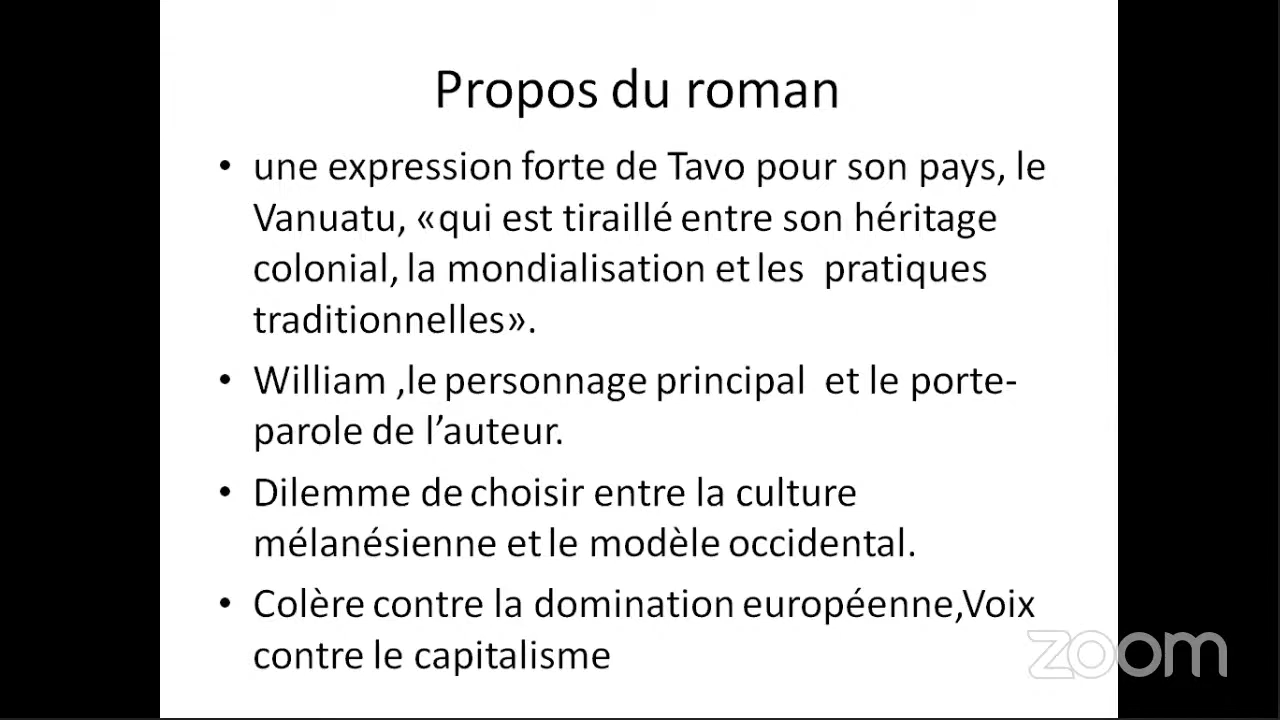 Propos du roman
• une expression forte de Tavo pour son pays, le
Vanuatu, «qui est tiraillé entre son héritage
colonial, la mondialisation et les pratiques
traditionnelles».
• William ,le personnage principal et le porte-
parole de l’auteur.
• Dilemme de choisir entre la culture
mélanésienne et le modèle occidental.
• Colère contre la domination européenne,Voix
contre le capitalisme
zoom